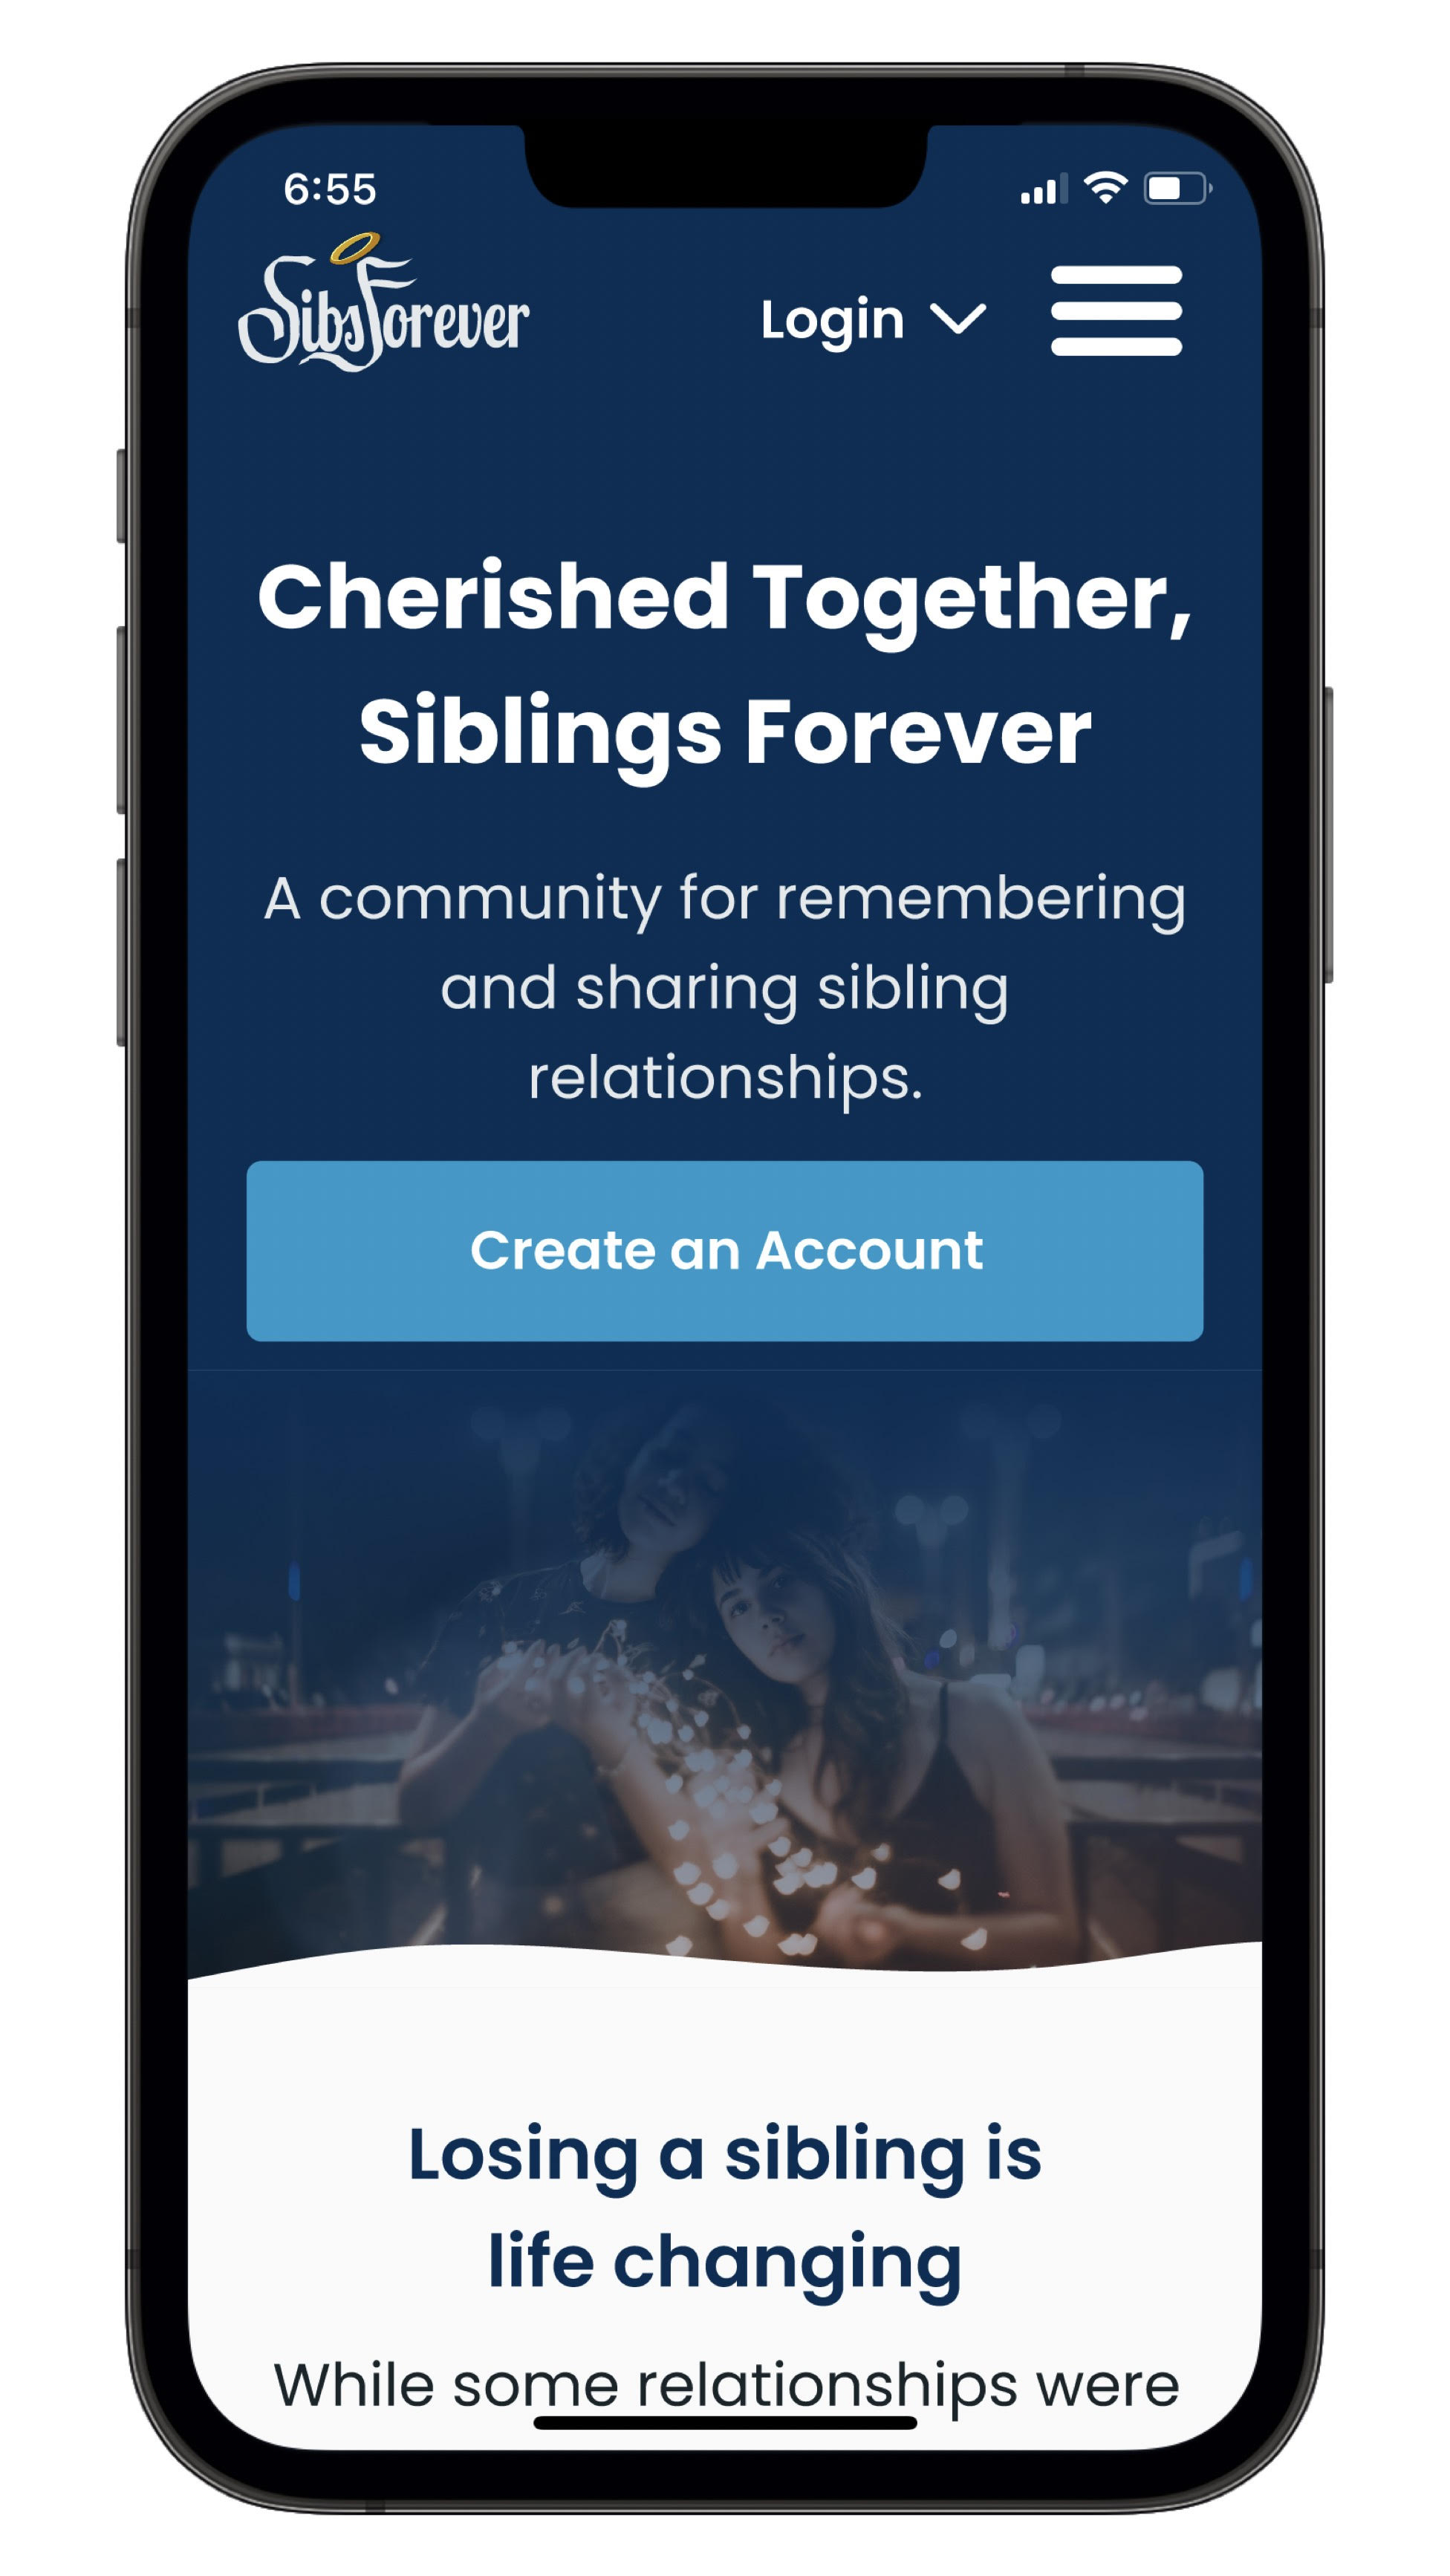 6:55
SibsForever
Login
Cherished Together,
Siblings Forever
A community for remembering
and sharing sibling
relationships.
Create an Account
Losing a sibling is
life changing
While some relationships were